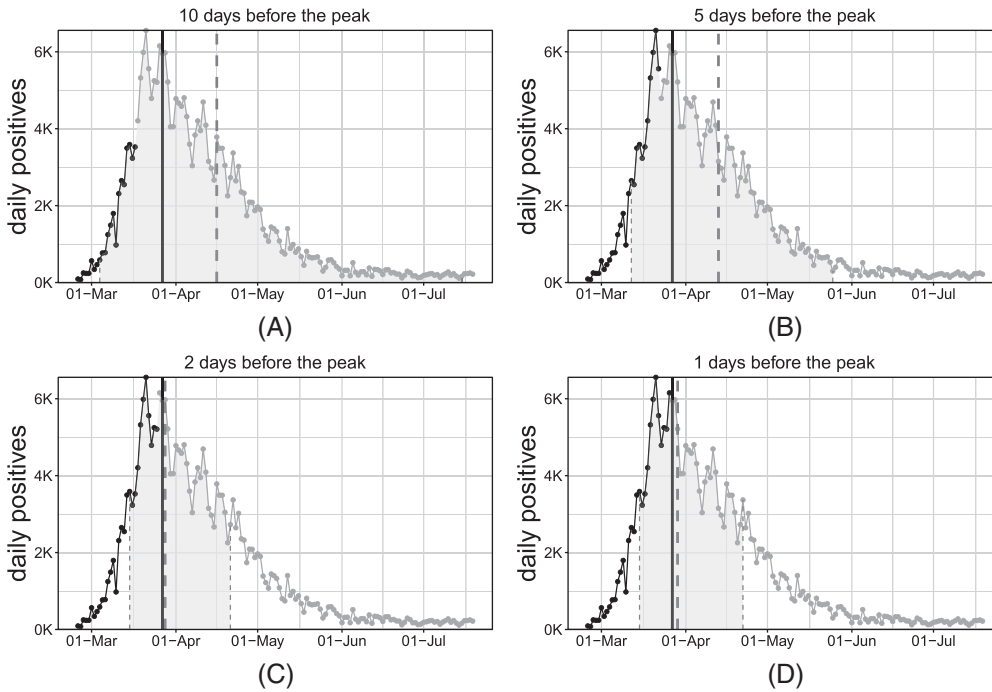 10 days before the peak
5 days before the peak
daily positives
6K
4K
2K
0K
01−Mar 01−Apr 01−May 01−Jun 01−Jul
(A)
daily positives
6K
4K
2K
0K
01−Mar 01−Apr 01−May 01−Jun 01−Jul
(B)
2 days before the peak
1 days before the peak
daily positives
6K
4K
2K
0K
01−Mar 01−Apr 01−May 01−Jun 01−Jul
(C)
daily positives
6K
4K
2K
0K
01−Mar 01−Apr 01−May 01−Jun 01−Jul
(D)